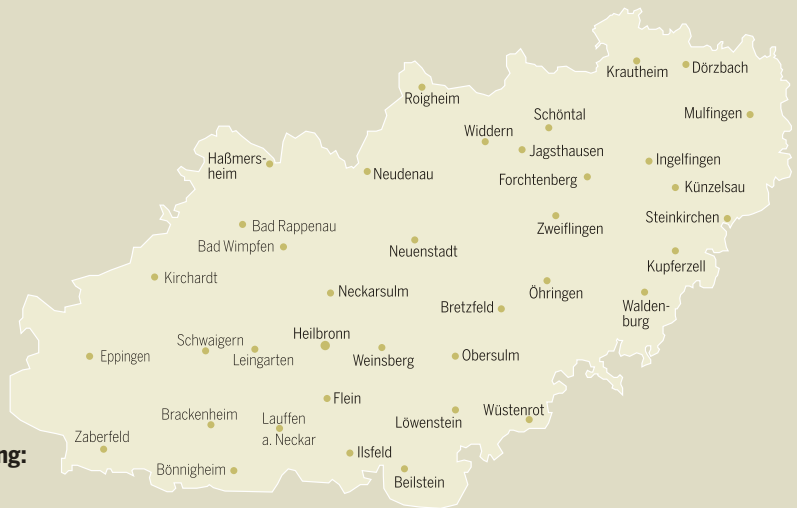 Krautheim
Dörzbach
Roigheim
Schöntal
Mulfingen
Widdern
Jagsthausen
Haßmers-
heim
Ingelfingen
Neudenau
Forchtenberg
Künzelsau
Steinkirchen
Bad Rappenau
Zweiflingen
Bad Wimpfen
Neuenstadt
Kupferzell
Kirchardt
Neckarsulm
Öhringen
Bretzfeld
Walden-
burg
Heilbronn
Schwaigern
Eppingen
Leingarten
Weinsberg
Obersulm
Flein
Brackenheim
Lauffen
a. Neckar
Löwenstein
Wüstenrot
Zaberfeld
ng:
Ilsfeld
Bönnigheim
Beilstein